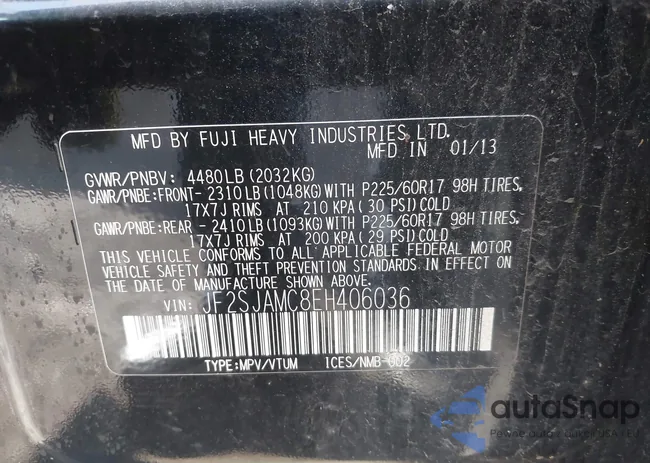 MFD BY FUJI HEAVY INDUSTRIES LTD.
MFD IN 01/13
GVWR/PNBV: 4480LB (2032KG)
GAWR/PNBE:FRONT- 2310LB(1048KG)WITH P225/60R17 98H TIRES,
17X7J RIMS AT 210 KPA(30 PSI)COLD
GAWR/PNBE:REAR - 2410LB(1093KG)WITH P225/60R17 98H TIRES,
17X7J RIMS AT 200 KPA(29 PSI)COLD
THIS VEHICLE CONFORMS TO ALL APPLICABLE FEDERAL MOTOR
VEHICLE SAFETY AND THEFT PREVENTION STANDARDS IN EFFECT
ON THE DATE OF MANUFACTURE SHOWN ABOVE.
VIN: JF2SJAMC8EH406036
TYPE:MPV/VTUM ICES/NMB-002
autoSnap